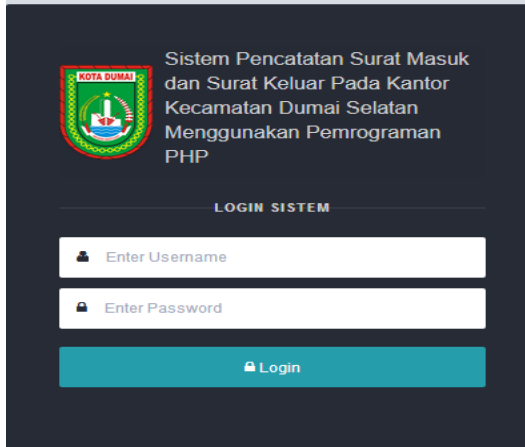 KOTA DUMAI
Sistem Pencatatan Surat Masuk
dan Surat Keluar Pada Kantor
Kecamatan Dumai Selatan
Menggunakan Pemrograman
PHP
LOGIN SISTEM
Enter Username
Enter Password
Login